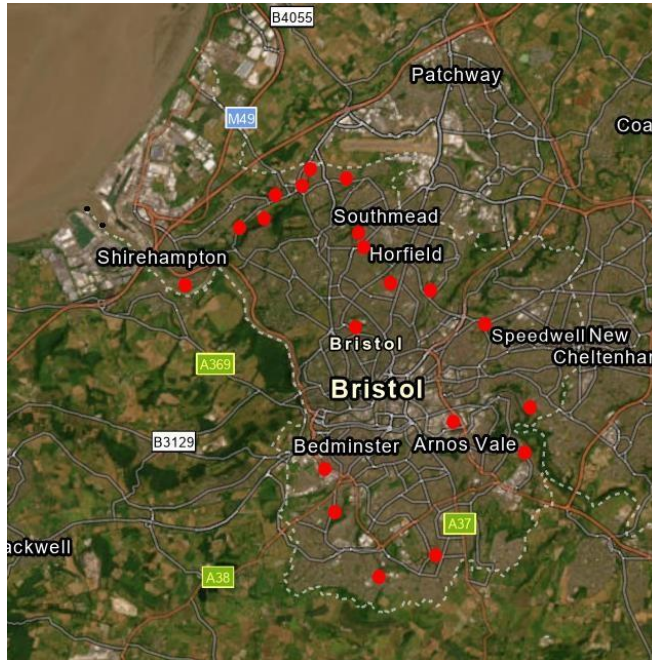 B4055
Patchway
M49
Coa
Southmead
Shirehampton
Horfield
Speedwell New
Bristol
Cheltenhar
A369
Bristol
B3129
Bedminster
Arnos Vale
A37
ackwell
A38